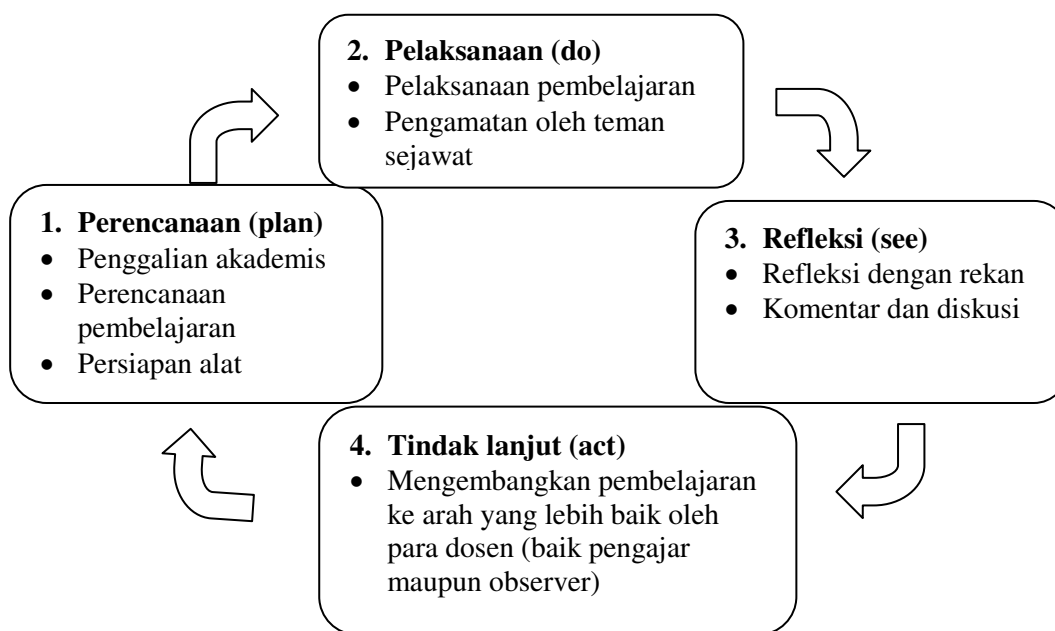 2. Pelaksanaan (do)
• Pelaksanaan pembelajaran
• Pengamatan oleh teman
sejawat
1. Perencanaan (plan)
• Penggalian akademis
• Perencanaan
pembelajaran
• Persiapan alat
3. Refleksi (see)
• Refleksi dengan rekan
• Komentar dan diskusi
4. Tindak lanjut (act)
• Mengembangkan pembelajaran
ke arah yang lebih baik oleh
para dosen (baik pengajar
maupun observer)